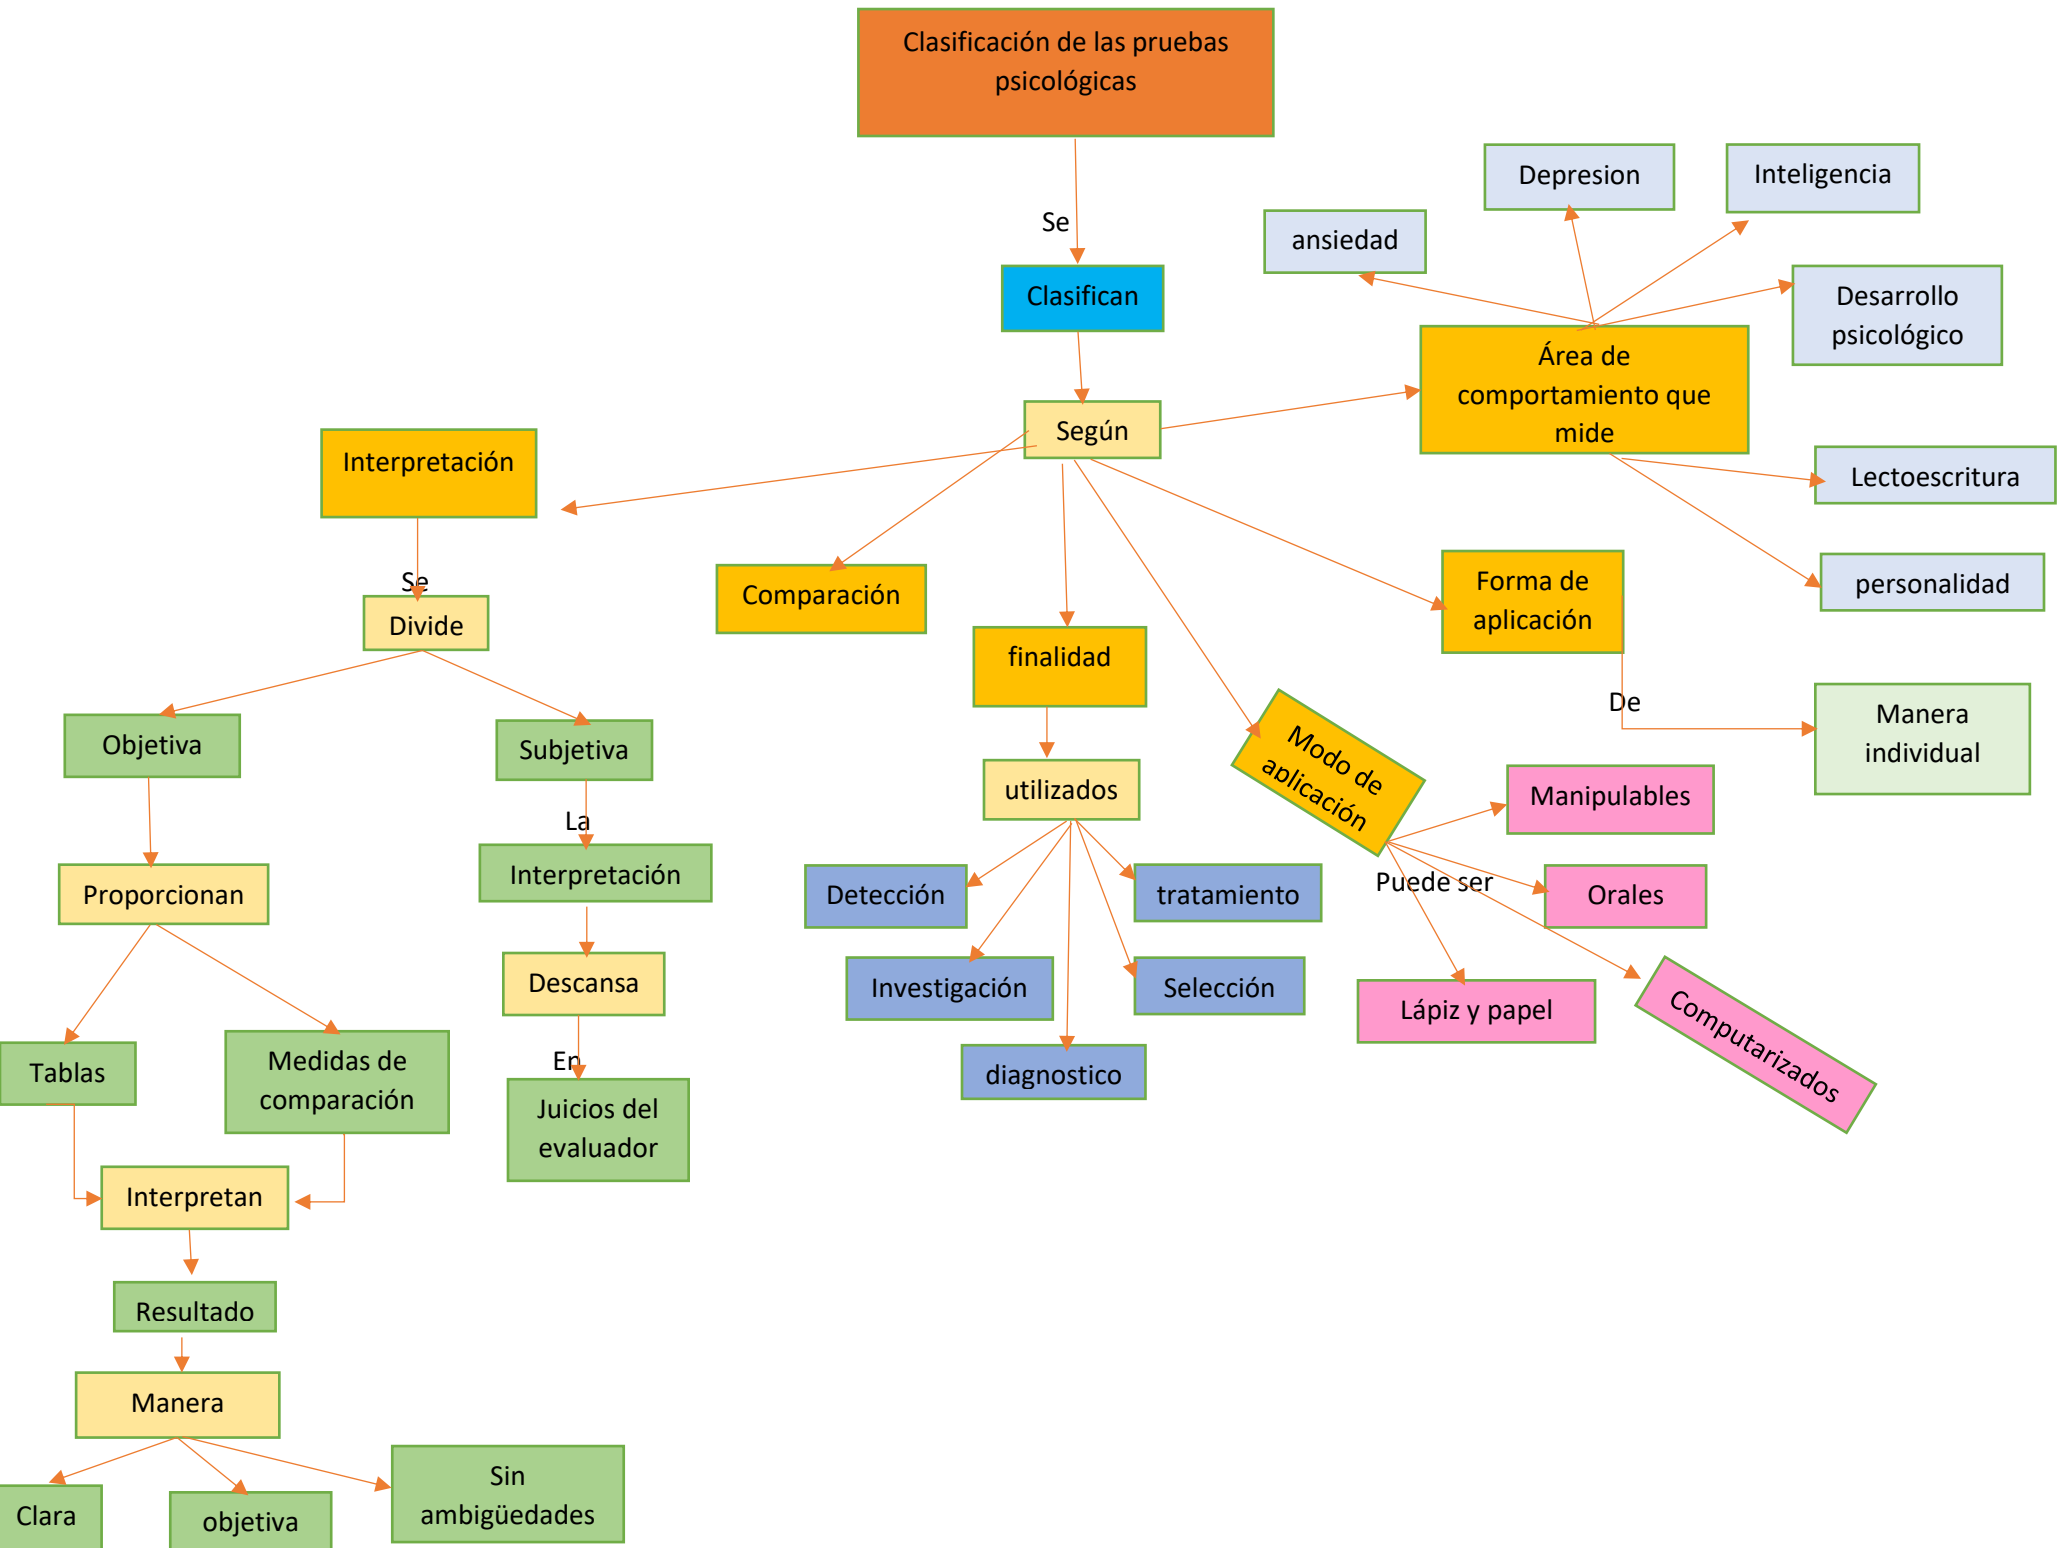 Clasificación de las pruebas
psicológicas
Se
Clasifican
Según
Depresion
Inteligencia
ansiedad
Desarrollo
psicológico
Área de
comportamiento que
mide
Lectoescritura
personalidad
Interpretación
Se
Divide
Objetiva
Subjetiva
Proporcionan
La
Interpretación
Descansa
En
Juicios del
evaluador
Tablas
Medidas de
comparación
Interpretan
Resultado
Manera
Clara
objetiva
Sin
ambigüedades
Comparación
finalidad
utilizados
Detección
tratamiento
Investigación
Selección
diagnostico
Modo de
aplicación
Puede ser
Manipulables
Orales
Lápiz y papel
Computarizados
Forma de
aplicación
De
Manera
individual